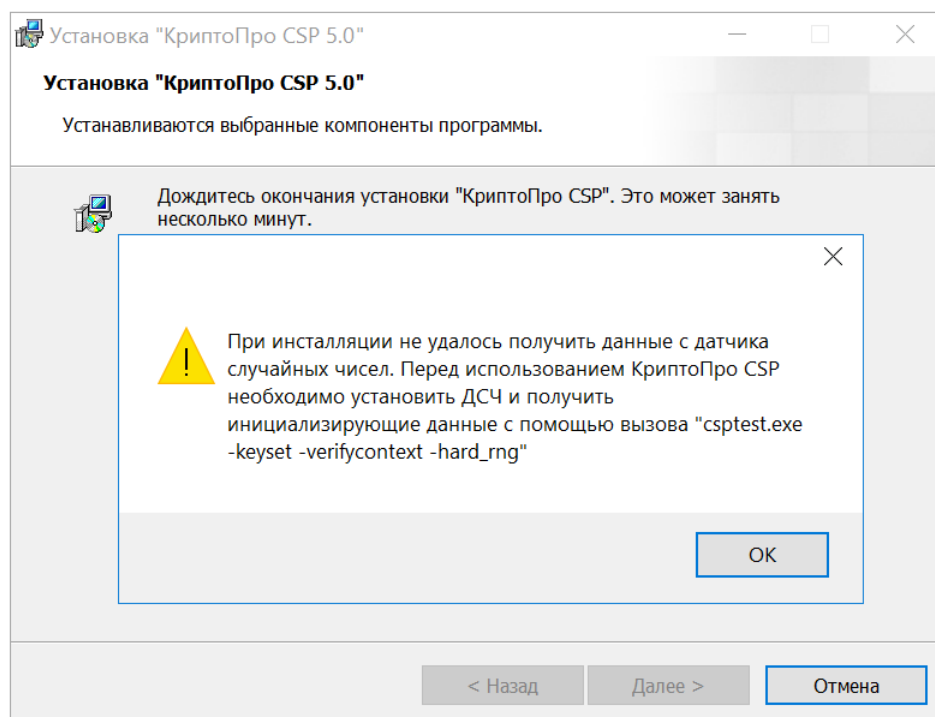 Установка "КриптоПро CSP 5.0"
Установка "КриптоПро CSP 5.0"
Устанавливаются выбранные компоненты программы.
Дождитесь окончания установки "КриптоПро CSP". Это может занять
несколько минут.
При инсталляции не удалось получить данные с датчика
случайных чисел. Перед использованием КриптоПро CSP
необходимо установить ДСЧ и получить
инициализирующие данные с помощью вызова "csptest.exe
-keyset -verifycontext -hard_rng"
OK
< Назад
Далее >
Отмена